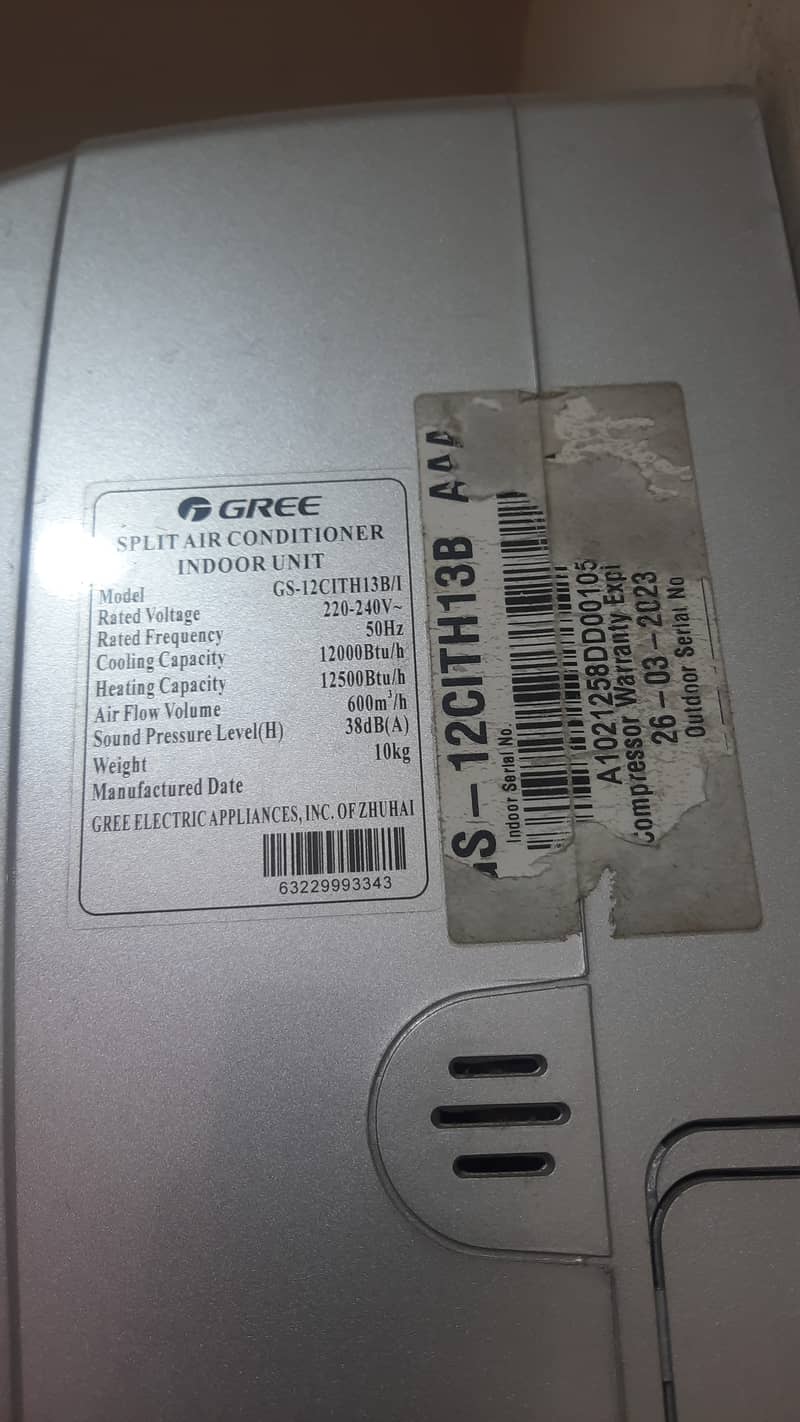 GREE
SPLIT AIR CONDITIONER
INDOOR UNIT
Model GS-12CITH13B/I
Rated Voltage 220-240V~
Rated Frequency 50Hz
Cooling Capacity 12000Btu/h
Heating Capacity 12500Btu/h
Air Flow Volume 600m³/h
Sound Pressure Level(H) 38dB(A)
Weight 10kg
Manufactured Date
GREE ELECTRIC APPLIANCES, INC. OF ZHUHAI
63229993343
GS-12CITH13B AAA
Indoor Serial No.
A1021258DD00105
Compressor Warranty Expi
26-03-2023
Outdoor Serial No